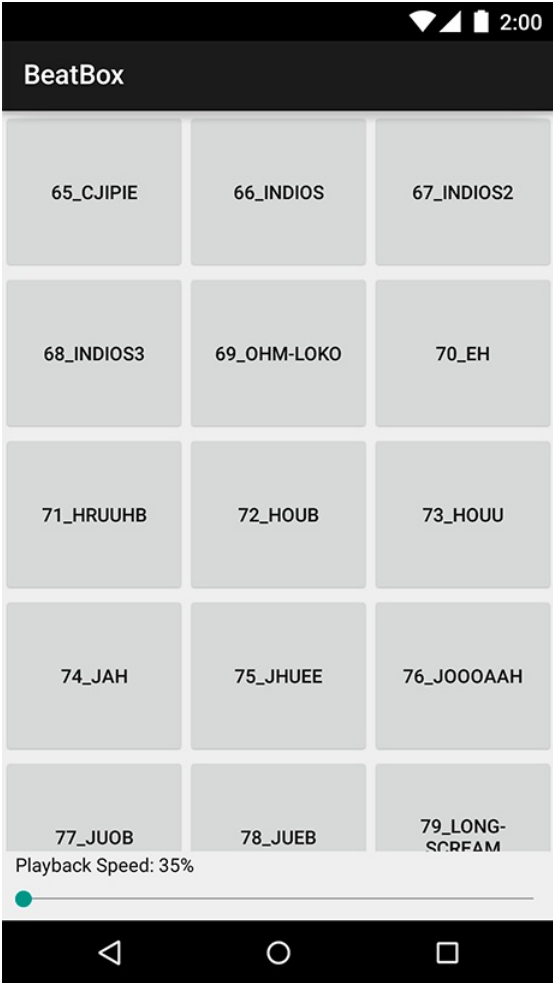 2:00
BeatBox
65_CJIPIE
66_INDIOS
67_INDIOS2
68_INDIOS3
69_OHM-LOKO
70_EH
71_HRUUHB
72_HOUB
73_HOUU
74_JAH
75_JHUEE
76_JOOOAAH
77_JUOB
78_JUEB
79_LONG-
SCREAM
Playback Speed: 35%